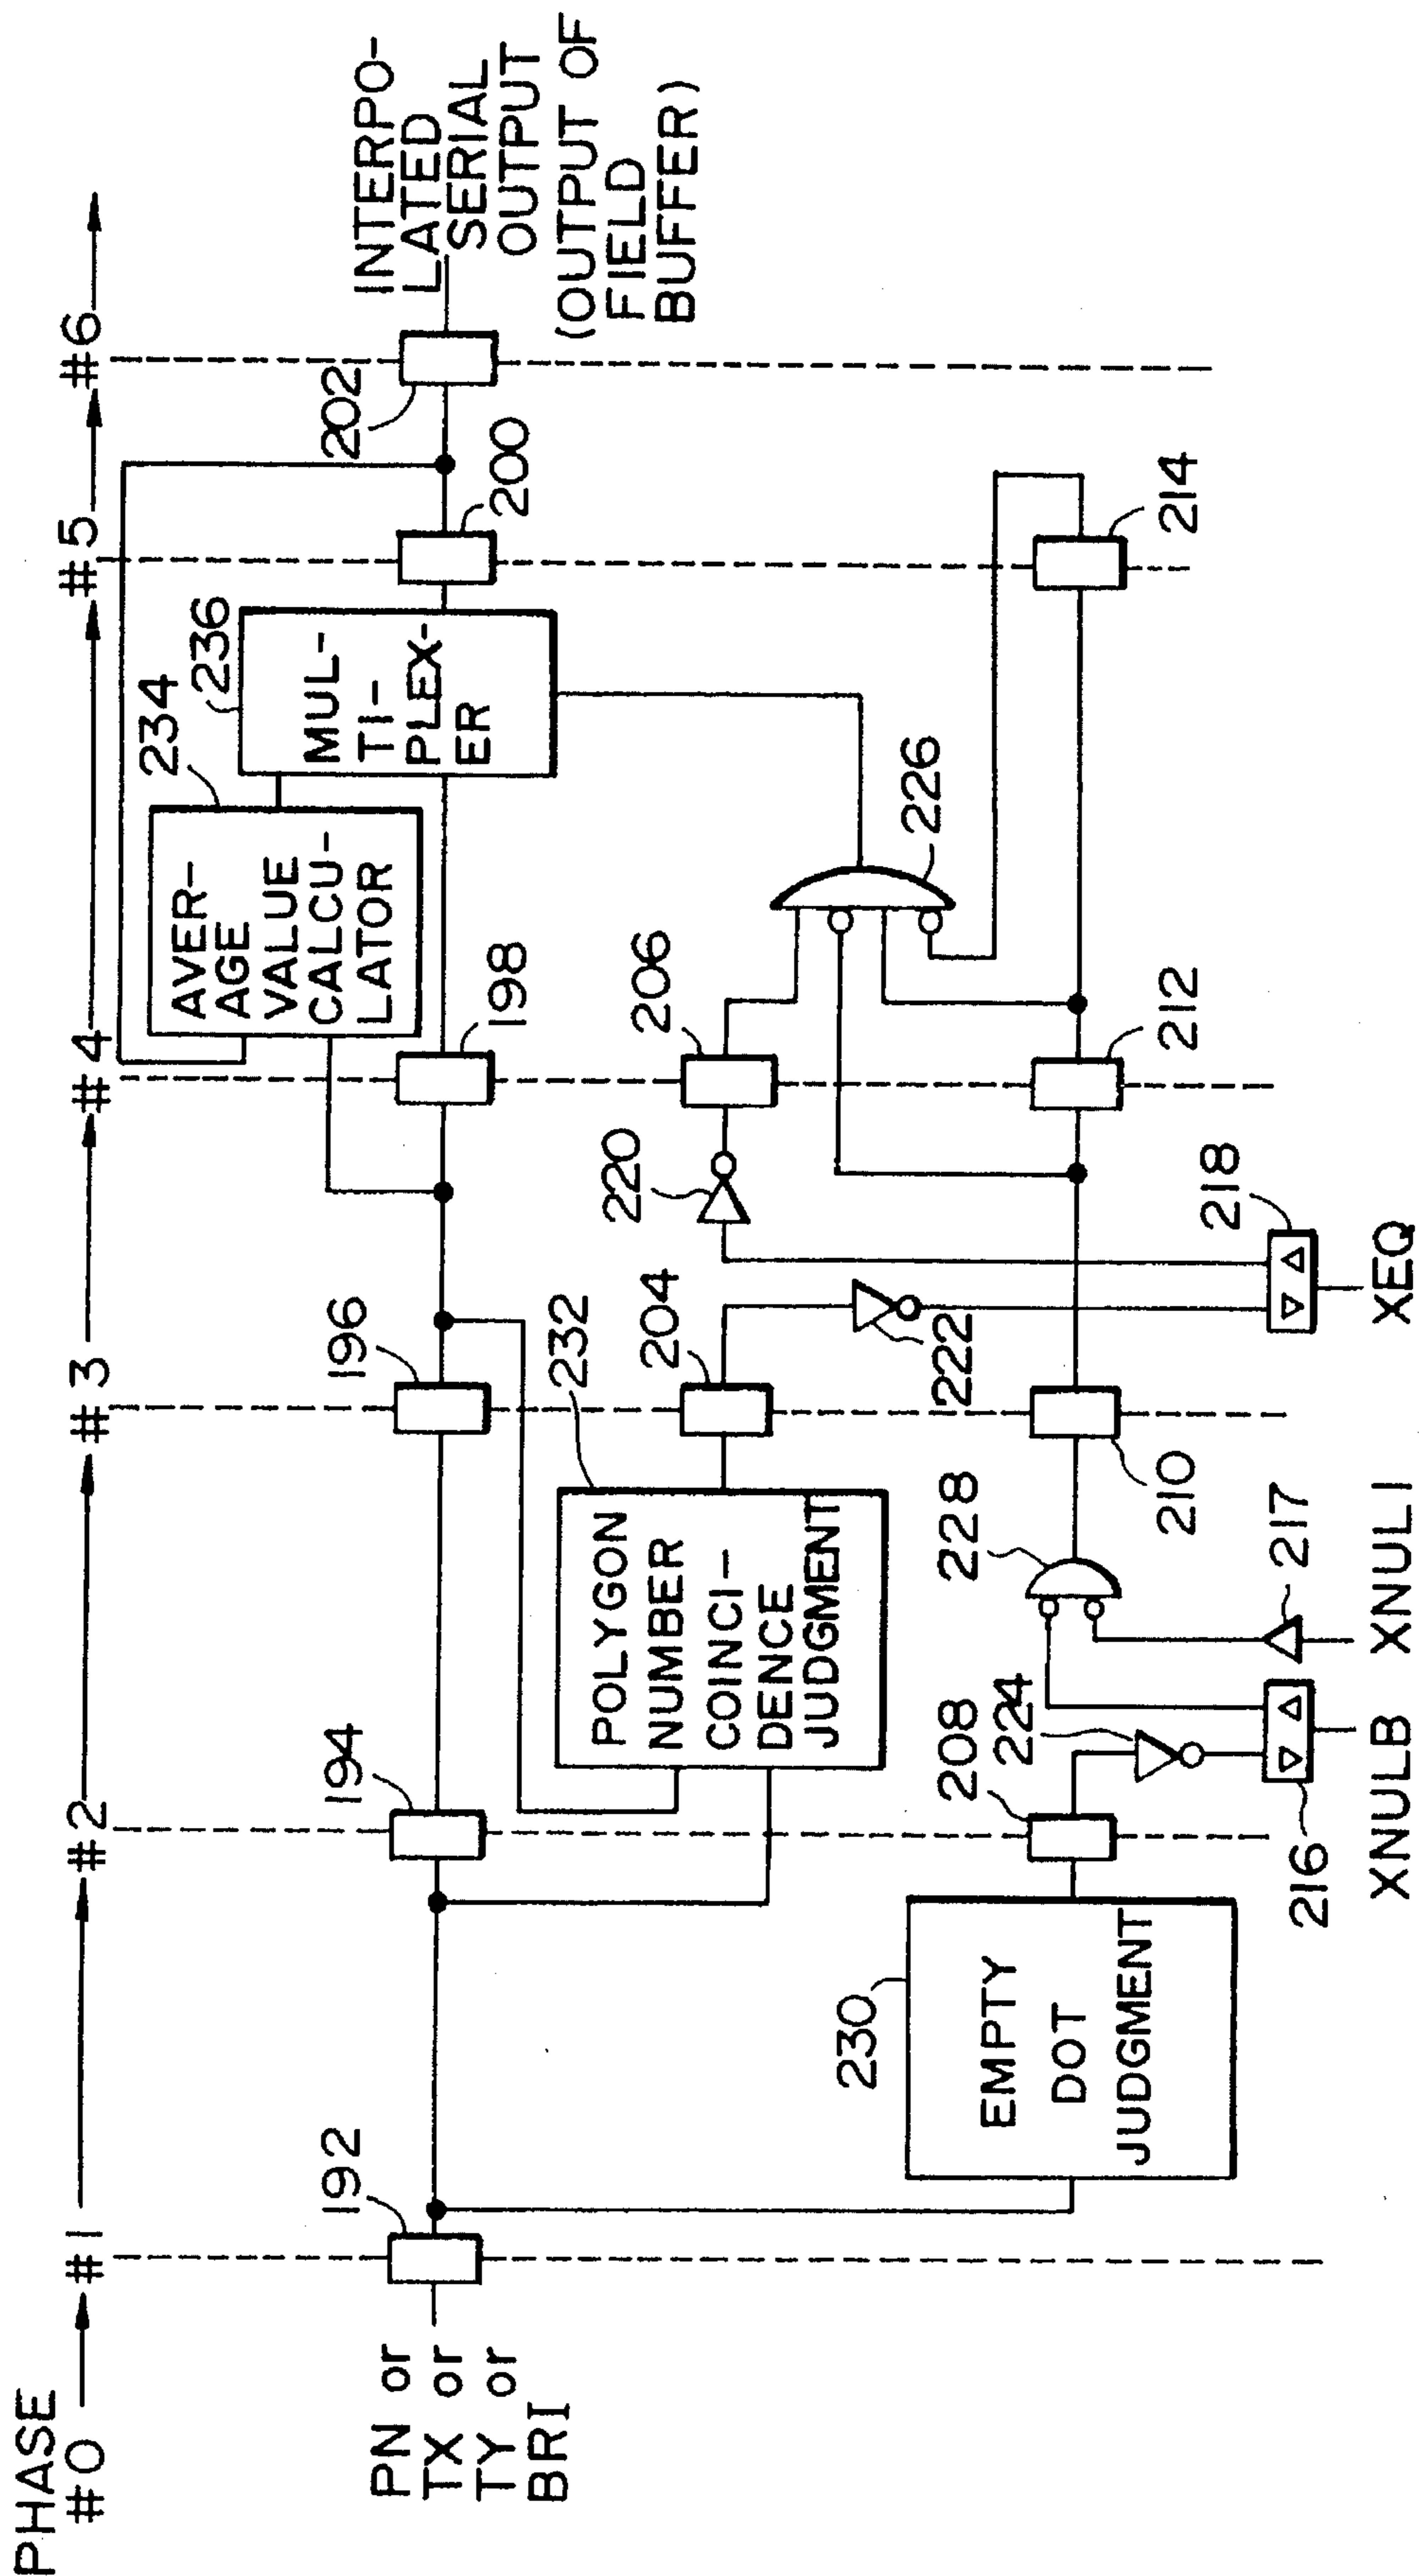 PHASE
#0
#1
#2
#3
#4
#5
#6
PN or
TX or
TY or
BRI
192
194
196
198
200
202
INTERPO-
LATED
SERIAL
OUTPUT
(OUTPUT OF
FIELD
BUFFER)
234
AVER-
AGE
VALUE
CALCU-
LATOR
236
MUL-
TI-
PLEX-
ER
232
POLYGON
NUMBER
COINCI-
DENCE
JUDGMENT
204
220
206
222
226
230
EMPTY
DOT
JUDGMENT
208
224
228
210
212
214
216
217
218
XNULB
XNULI
XEQ